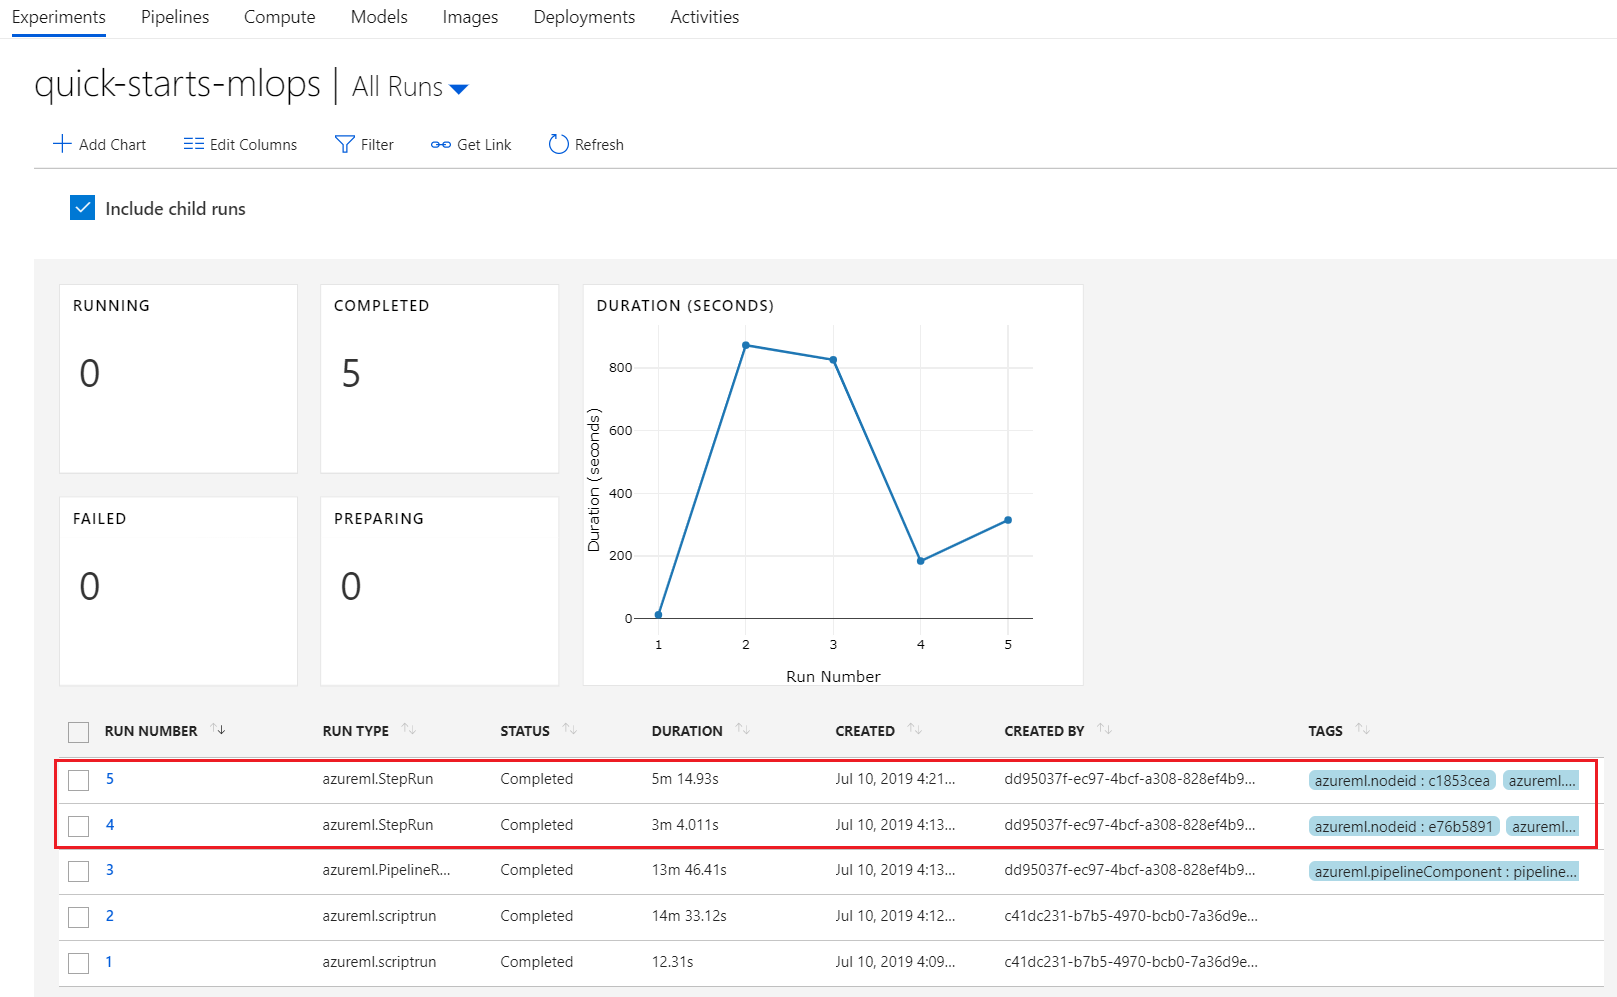 Experiments Pipelines Compute Models Images Deployments Activities
quick-starts-mlops | All Runs
Add Chart Edit Columns Filter Get Link Refresh
Include child runs
RUNNING
0
COMPLETED
5
FAILED
0
PREPARING
0
DURATION (SECONDS)
Duration (seconds)
800
600
400
200
0
1 2 3 4 5
Run Number
RUN NUMBER RUN TYPE STATUS DURATION CREATED CREATED BY TAGS
5 azureml.StepRun Completed 5m 14.93s Jul 10, 2019 4:21... dd95037f-ec97-4bcf-a308-828ef4b9... azureml.nodeid : c1853cea azureml....
4 azureml.StepRun Completed 3m 4.011s Jul 10, 2019 4:13... dd95037f-ec97-4bcf-a308-828ef4b9... azureml.nodeid : e76b5891 azureml...
3 azureml.PipelineR... Completed 13m 46.41s Jul 10, 2019 4:13... dd95037f-ec97-4bcf-a308-828ef4b9... azureml.pipelineComponent : pipeline...
2 azureml.scriptrun Completed 14m 33.12s Jul 10, 2019 4:12... c41dc231-b7b5-4970-bcb0-7a36d9e...
1 azureml.scriptrun Completed 12.31s Jul 10, 2019 4:09... c41dc231-b7b5-4970-bcb0-7a36d9e...